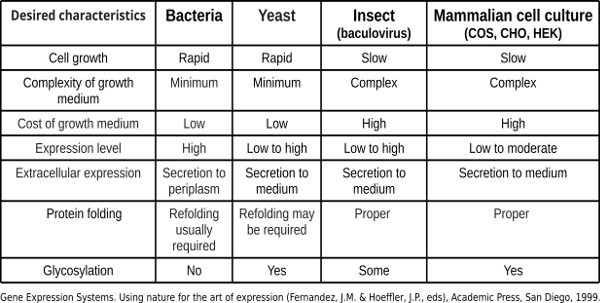 Desired characteristics Bacteria Yeast Insect (baculovirus) Mammalian cell culture (COS, CHO, HEK)
Cell growth Rapid Rapid Slow Slow
Complexity of growth medium Minimum Minimum Complex Complex
Cost of growth medium Low Low High High
Expression level High Low to high Low to high Low to moderate
Extracellular expression Secretion to periplasm Secretion to medium Secretion to medium Secretion to medium
Protein folding Refolding usually required Refolding may be required Proper Proper
Glycosylation No Yes Some Yes
Gene Expression Systems. Using nature for the art of expression (Fernandez, J.M. & Hoeffler, J.P., eds), Academic Press, San Diego, 1999.